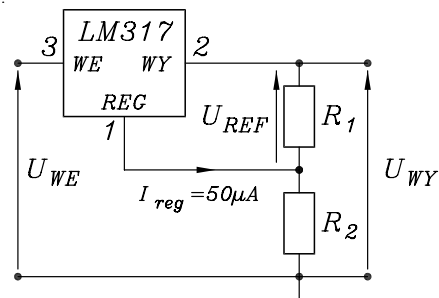 LM317
3 WE WY 2
REG
1
U_REF
R_1
U_WE
I_reg=50μA
U_WY
R_2